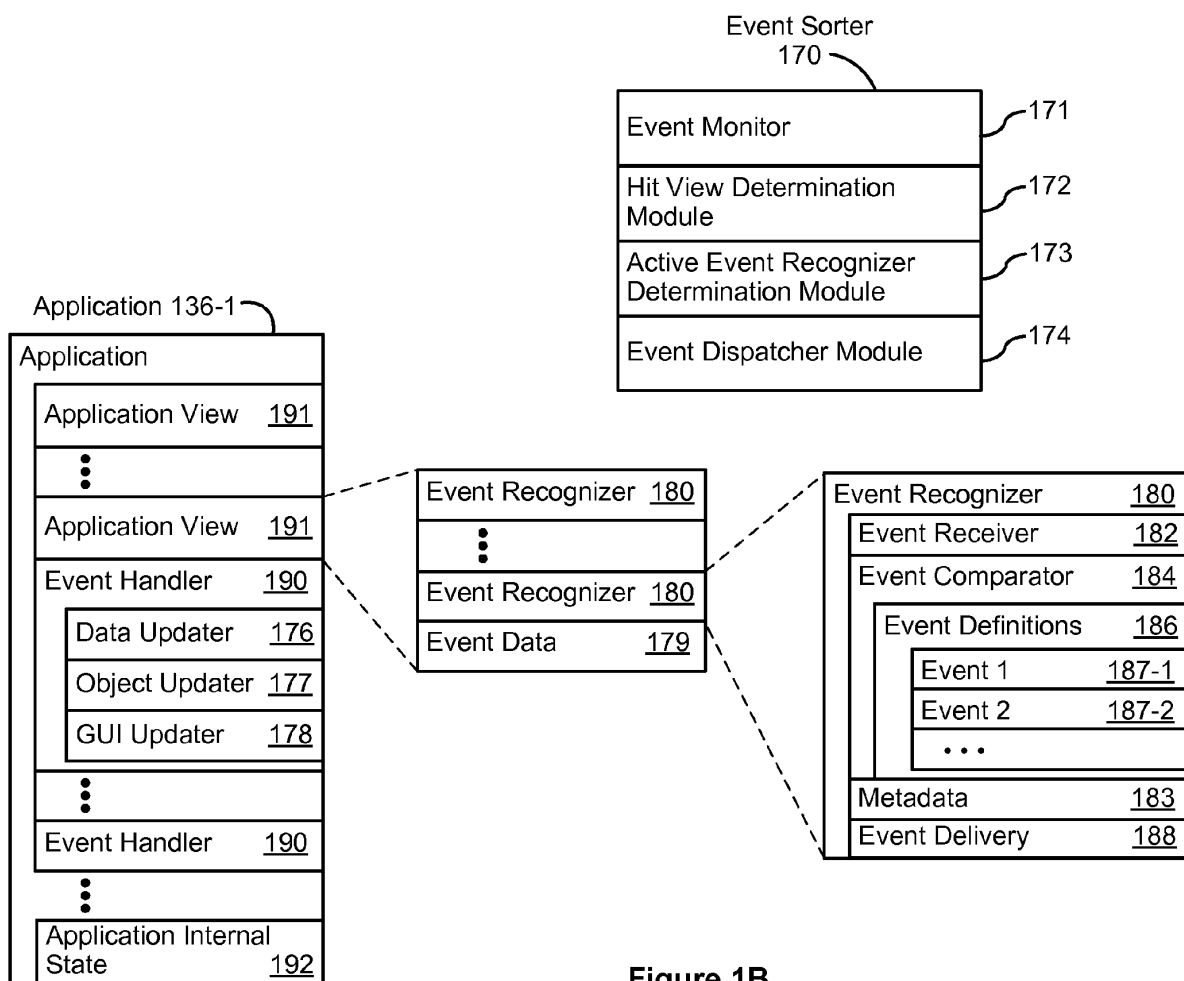 Event Sorter
170
Event Monitor
171
Hit View Determination
Module
172
Active Event Recognizer
Determination Module
173
Event Dispatcher Module
174
Application 136-1
Application
Application View 191
Application View 191
Event Handler 190
Data Updater 176
Object Updater 177
GUI Updater 178
Event Handler 190
Application Internal
State 192
Event Recognizer 180
Event Recognizer 180
Event Data 179
Event Recognizer 180
Event Receiver 182
Event Comparator 184
Event Definitions 186
Event 1 187-1
Event 2 187-2
• • •
Metadata 183
Event Delivery 188
Figure 1B